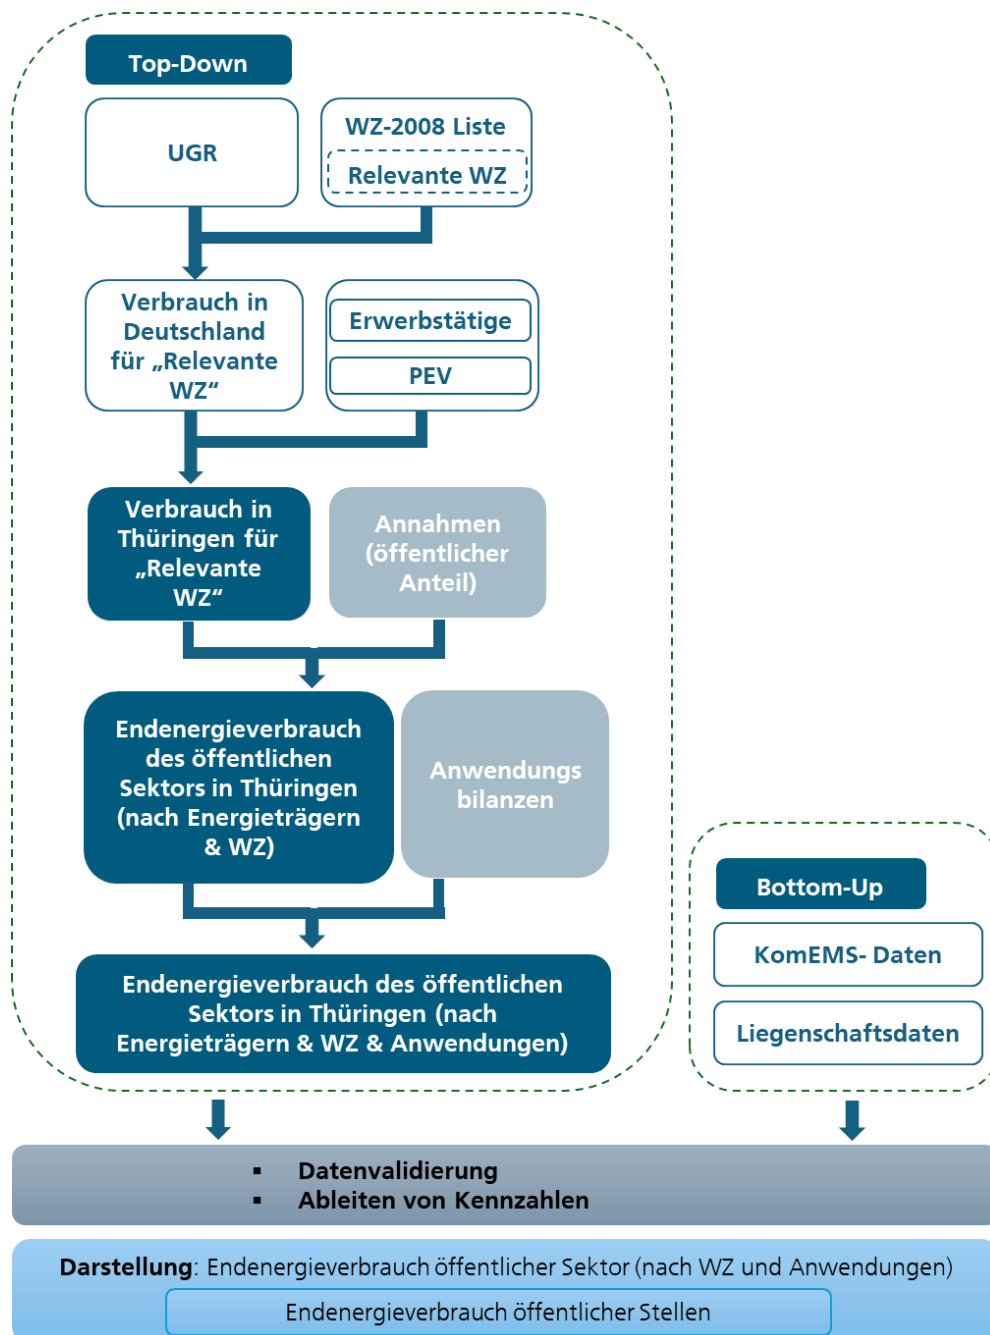 Top-Down
UGR
WZ-2008 Liste
Relevante WZ
Verbrauch in
Deutschland
für „Relevante
WZ“
Erwerbstätige
PEV
Verbrauch in
Thüringen für
„Relevante
WZ“
Annahmen
(öffentlicher
Anteil)
Endenergieverbrauch
des öffentlichen
Sektors in Thüringen
(nach Energieträgern
& WZ)
Anwendungs
bilanzen
Endenergieverbrauch des öffentlichen
Sektors in Thüringen (nach
Energieträgern & WZ & Anwendungen)
Bottom-Up
KomEMS- Daten
Liegenschaftsdaten
▪ Datenvalidierung
▪ Ableiten von Kennzahlen
Darstellung: Endenergieverbrauch öffentlicher Sektor (nach WZ und Anwendungen)
Endenergieverbrauch öffentlicher Stellen